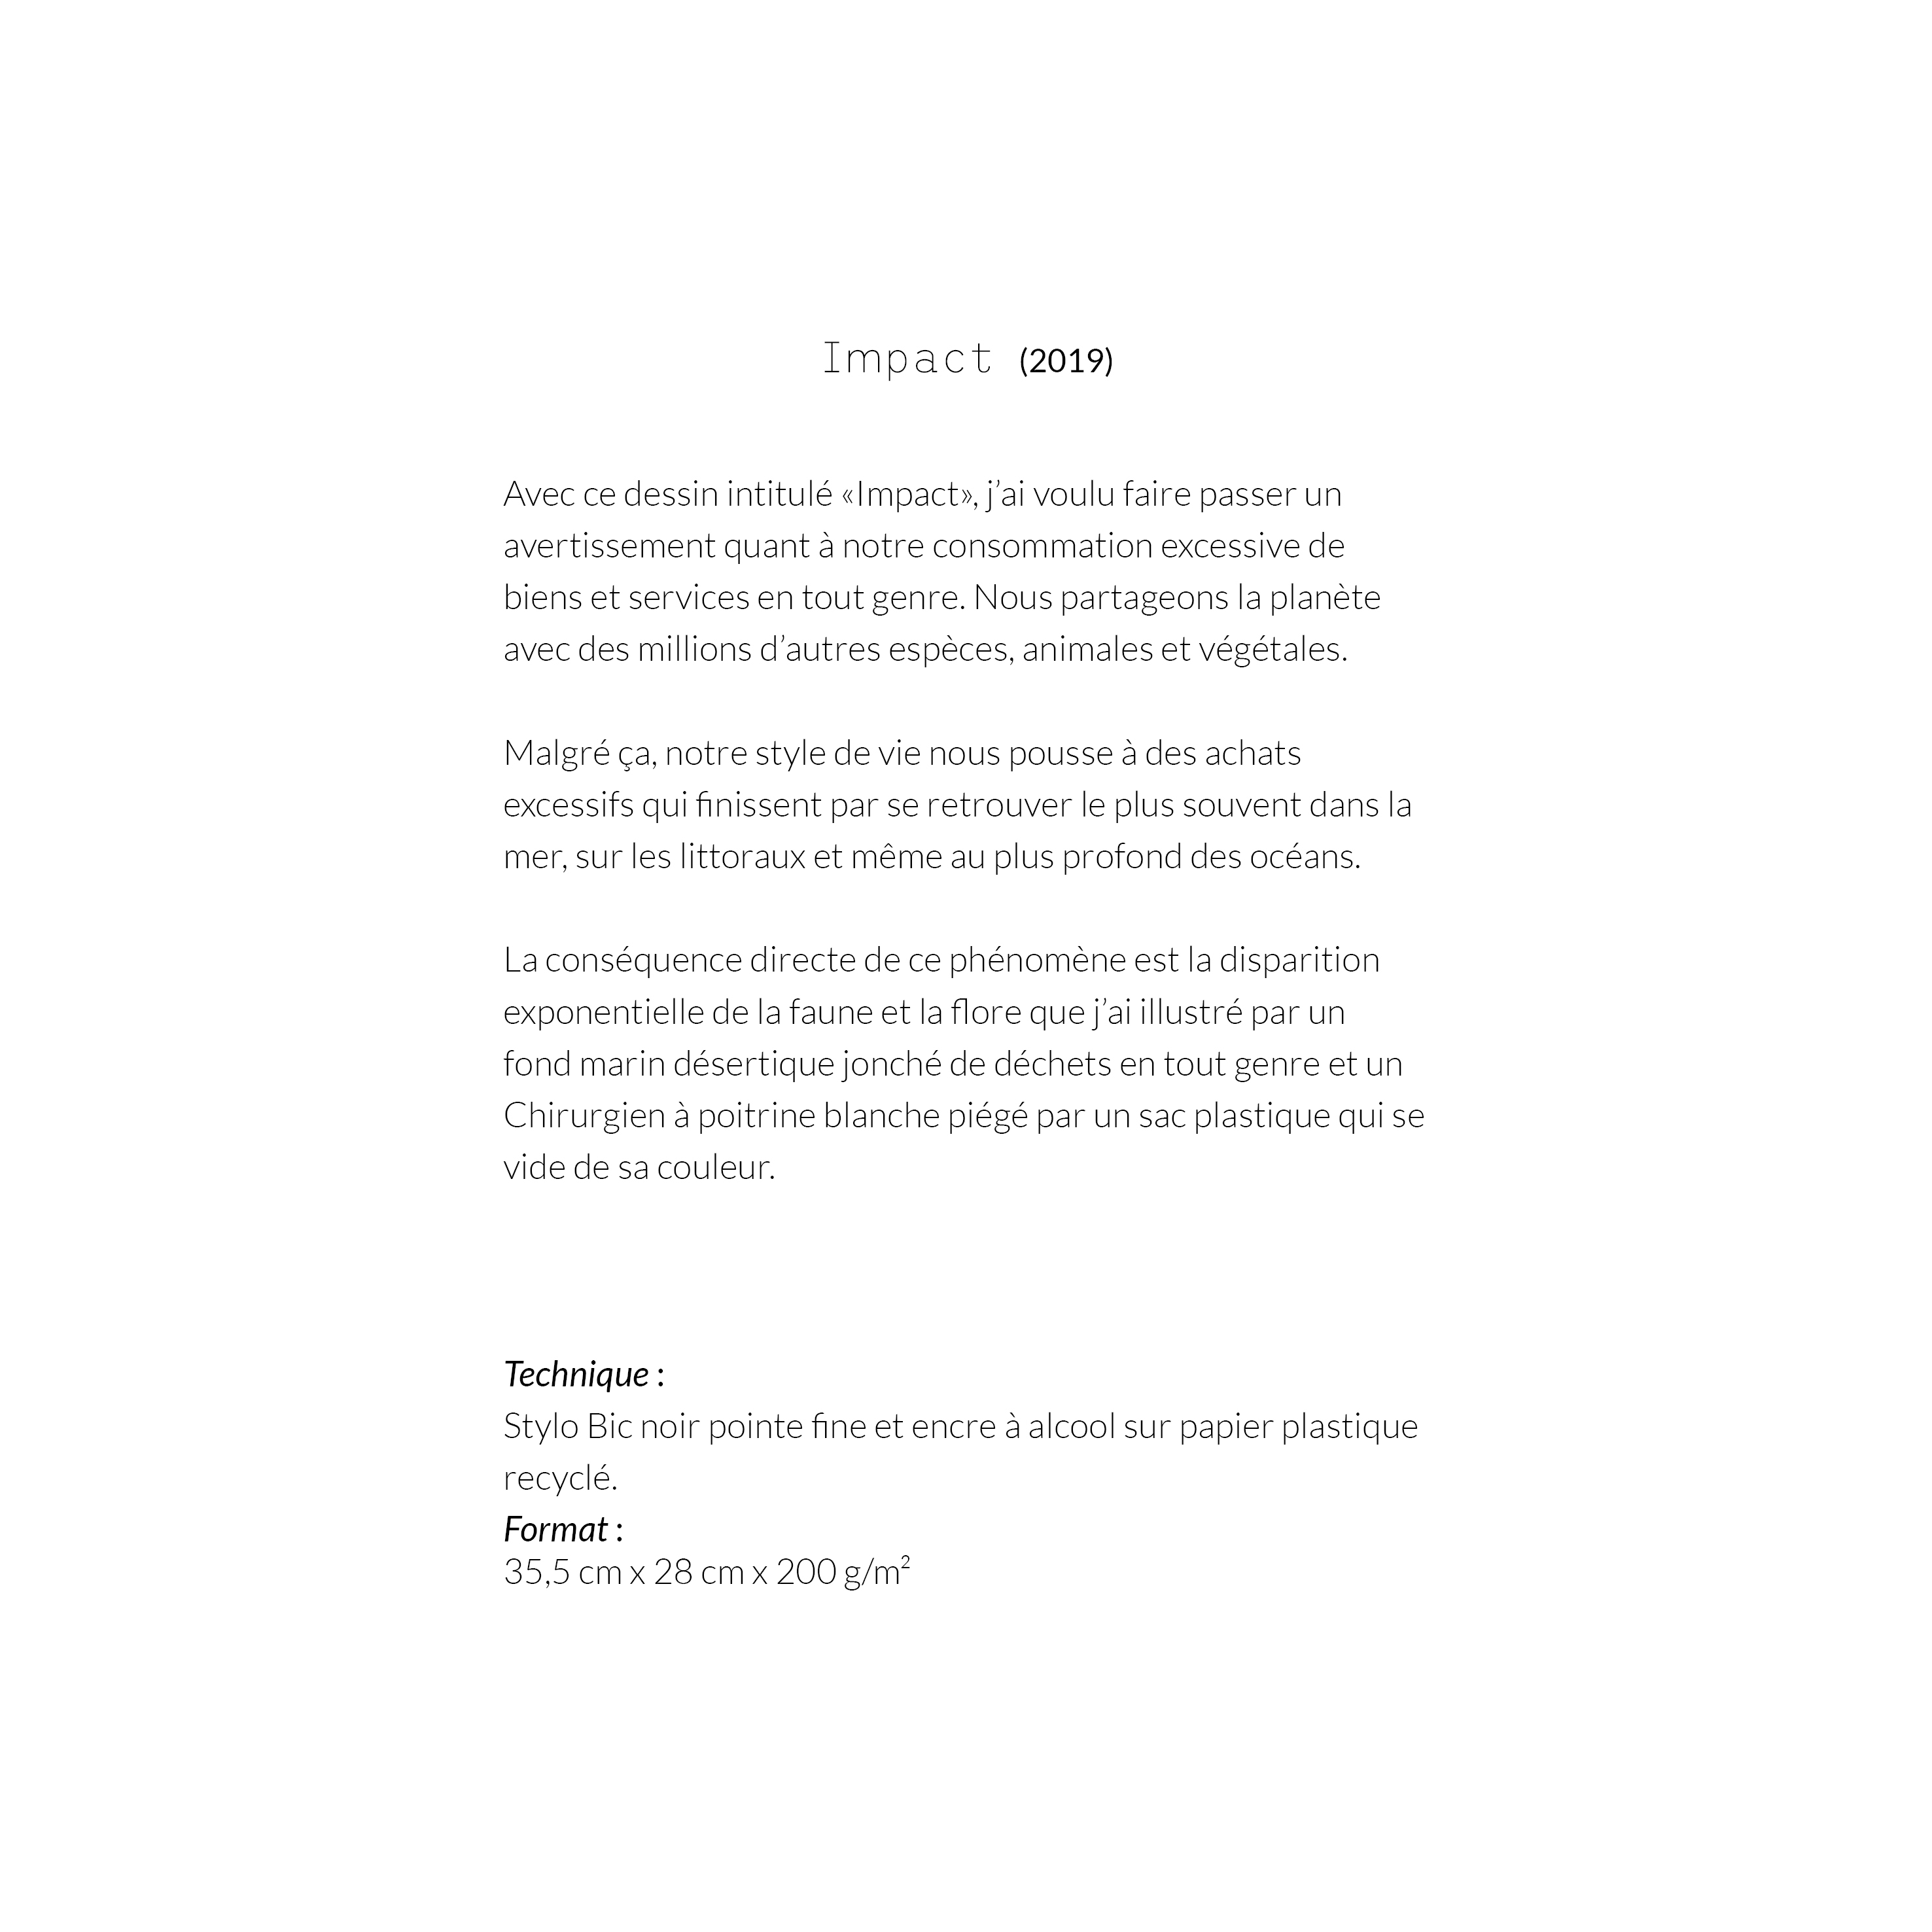 Impact (2019)
Avec ce dessin intitulé «Impact», j’ai voulu faire passer un
avertissement quant à notre consommation excessive de
biens et services en tout genre. Nous partageons la planète
avec des millions d’autres espèces, animales et végétales.
Malgré ça, notre style de vie nous pousse à des achats
excessifs qui finissent par se retrouver le plus souvent dans la
mer, sur les littoraux et même au plus profond des océans.
La conséquence directe de ce phénomène est la disparition
exponentielle de la faune et la flore que j’ai illustré par un
fond marin désertique jonché de déchets en tout genre et un
Chirurgien à poitrine blanche piégé par un sac plastique qui se
vide de sa couleur.
Technique :
Stylo Bic noir pointe fine et encre à alcool sur papier plastique
recyclé.
Format :
35,5 cm x 28 cm x 200 g/m²